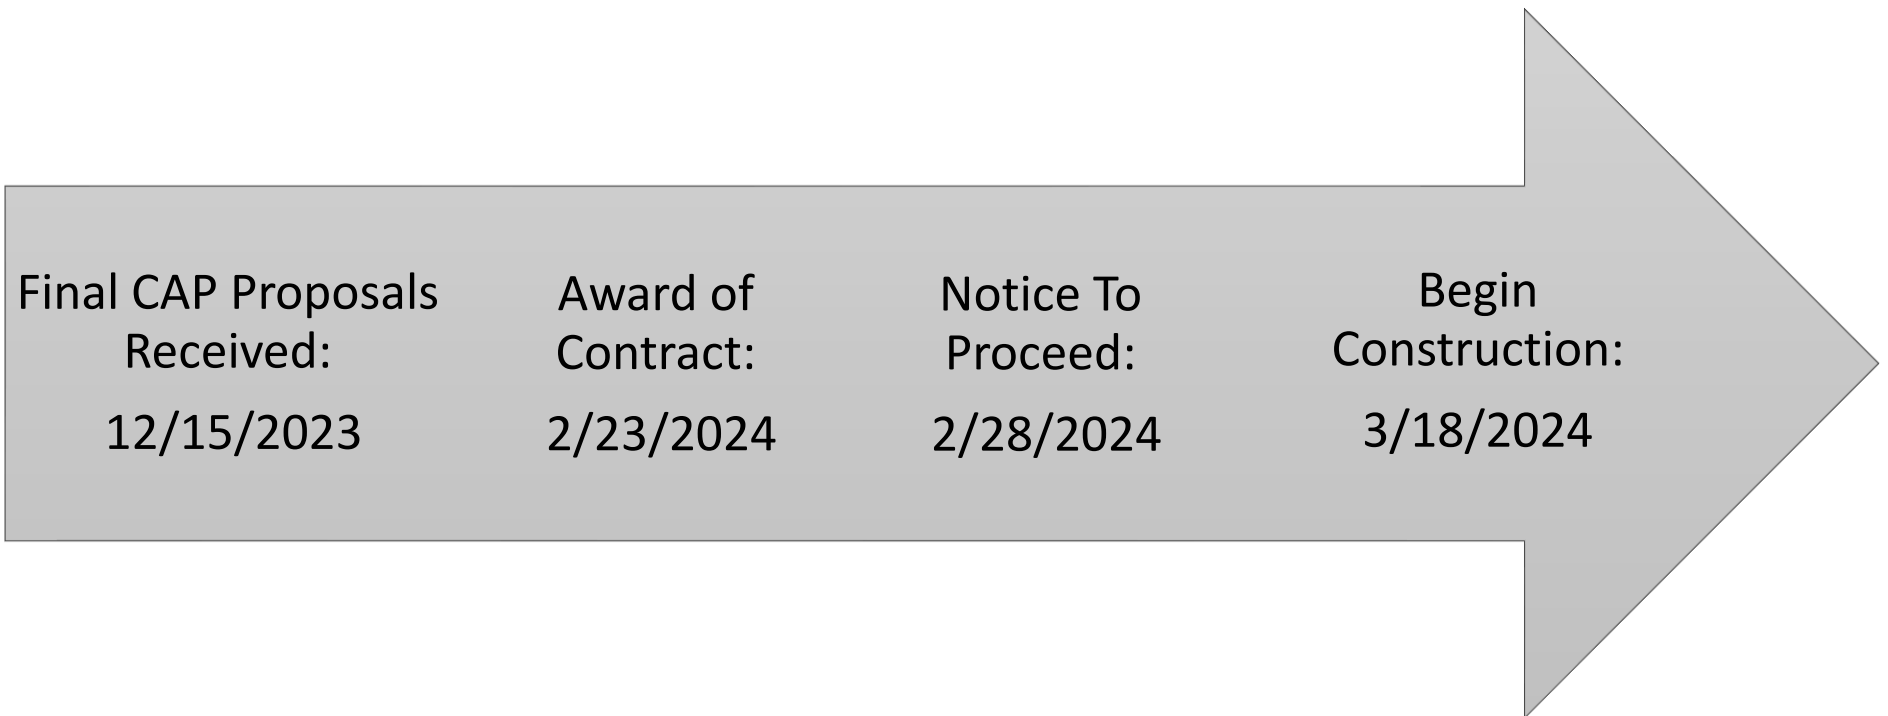 Final CAP Proposals
Received:
12/15/2023
Award of
Contract:
2/23/2024
Notice To
Proceed:
2/28/2024
Begin
Construction:
3/18/2024